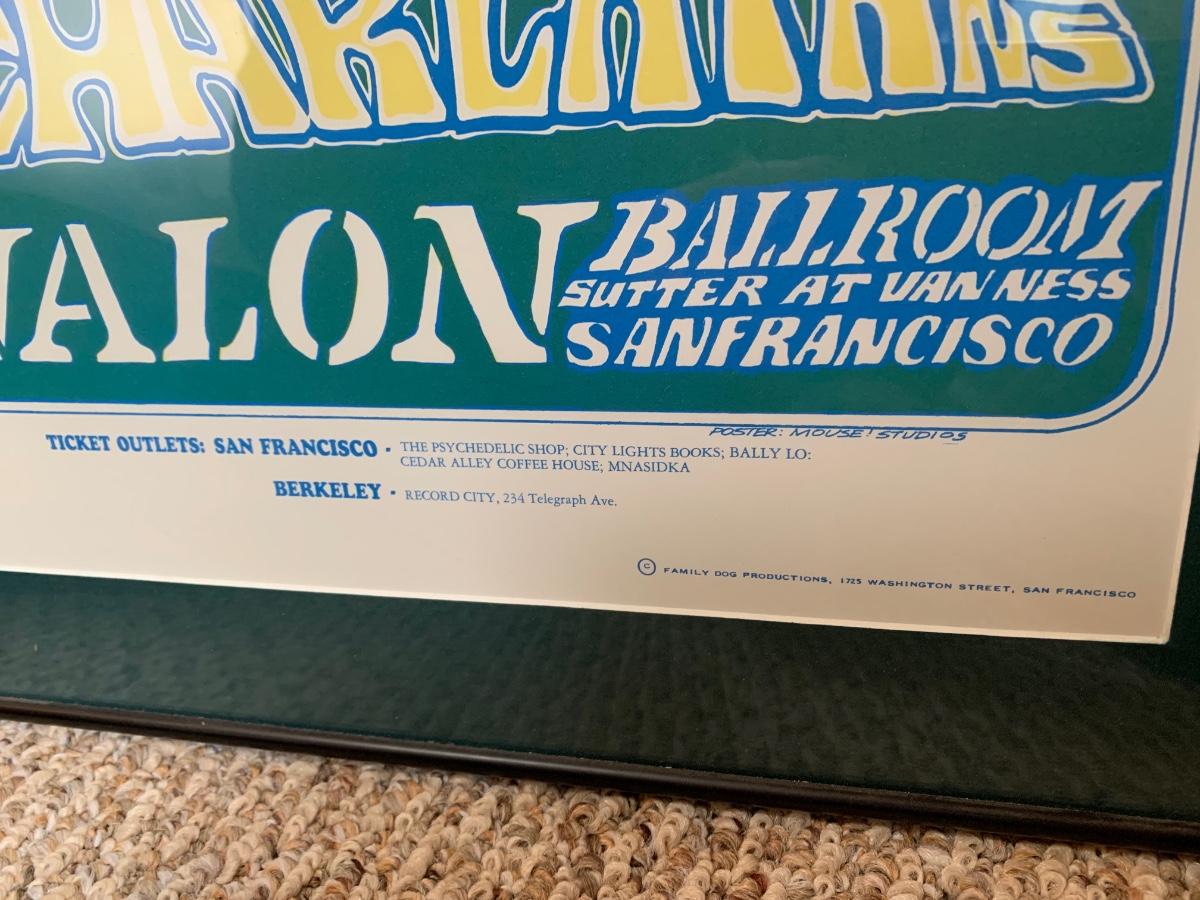 CHARLATANS
VALON
BALLROOM
SUTTER AT VAN NESS
SANFRANCISCO
POSTER: MOUSE! STUDIOS
TICKET OUTLETS: SAN FRANCISCO • THE PSYCHEDELIC SHOP; CITY LIGHTS BOOKS; BALLY LO:
CEDAR ALLEY COFFEE HOUSE; MNASIDKA
BERKELEY • RECORD CITY, 234 Telegraph Ave.
© FAMILY DOG PRODUCTIONS, 1725 WASHINGTON STREET, SAN FRANCISCO